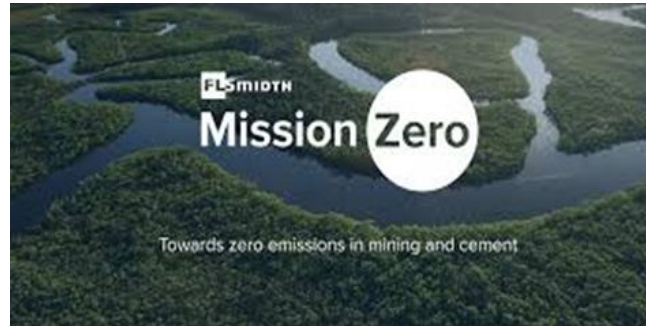 FLSMIDTH
Mission Zero
Towards zero emissions in mining and cement